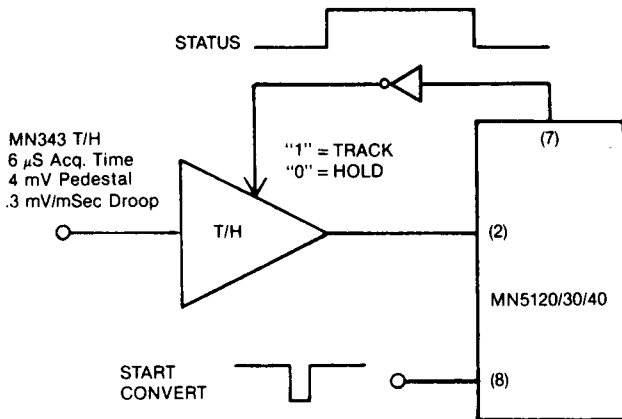 STATUS
MN343 T/H
6 µS Acq. Time
4 mV Pedestal
.3 mV/mSec Droop
"1" = TRACK
"0" = HOLD
(7)
T/H
(2)
MN5120/30/40
START
CONVERT
(8)